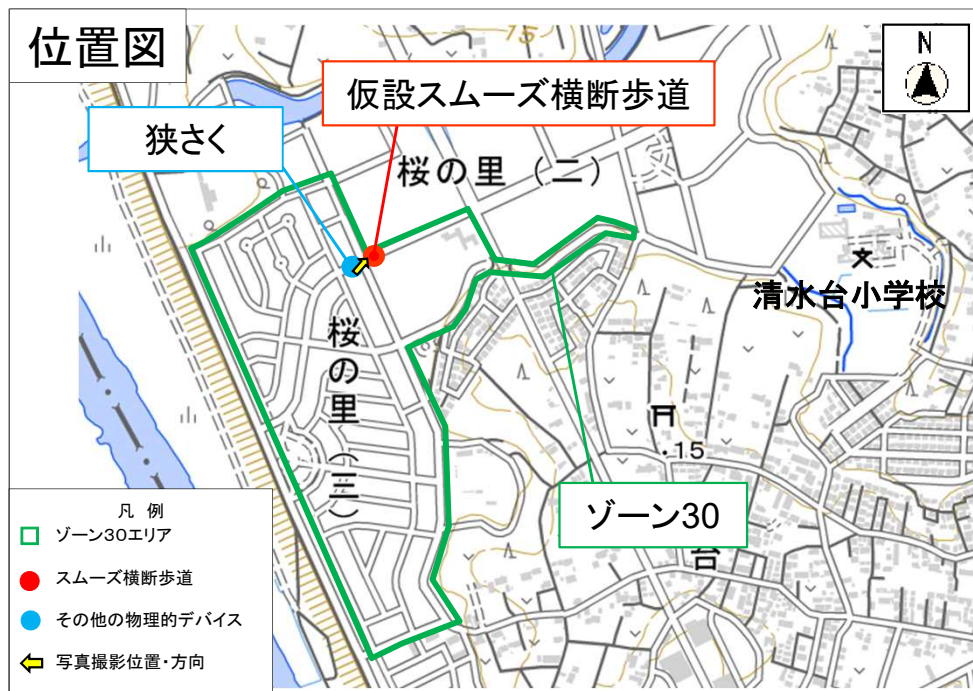 位置図
N
15
仮設スムーズ横断歩道
狭さく
桜の里（二）
清水台小学校
桜の里（三）
.15
ゾーン30
台
凡 例
ゾーン30エリア
スムーズ横断歩道
その他の物理的デバイス
写真撮影位置・方向